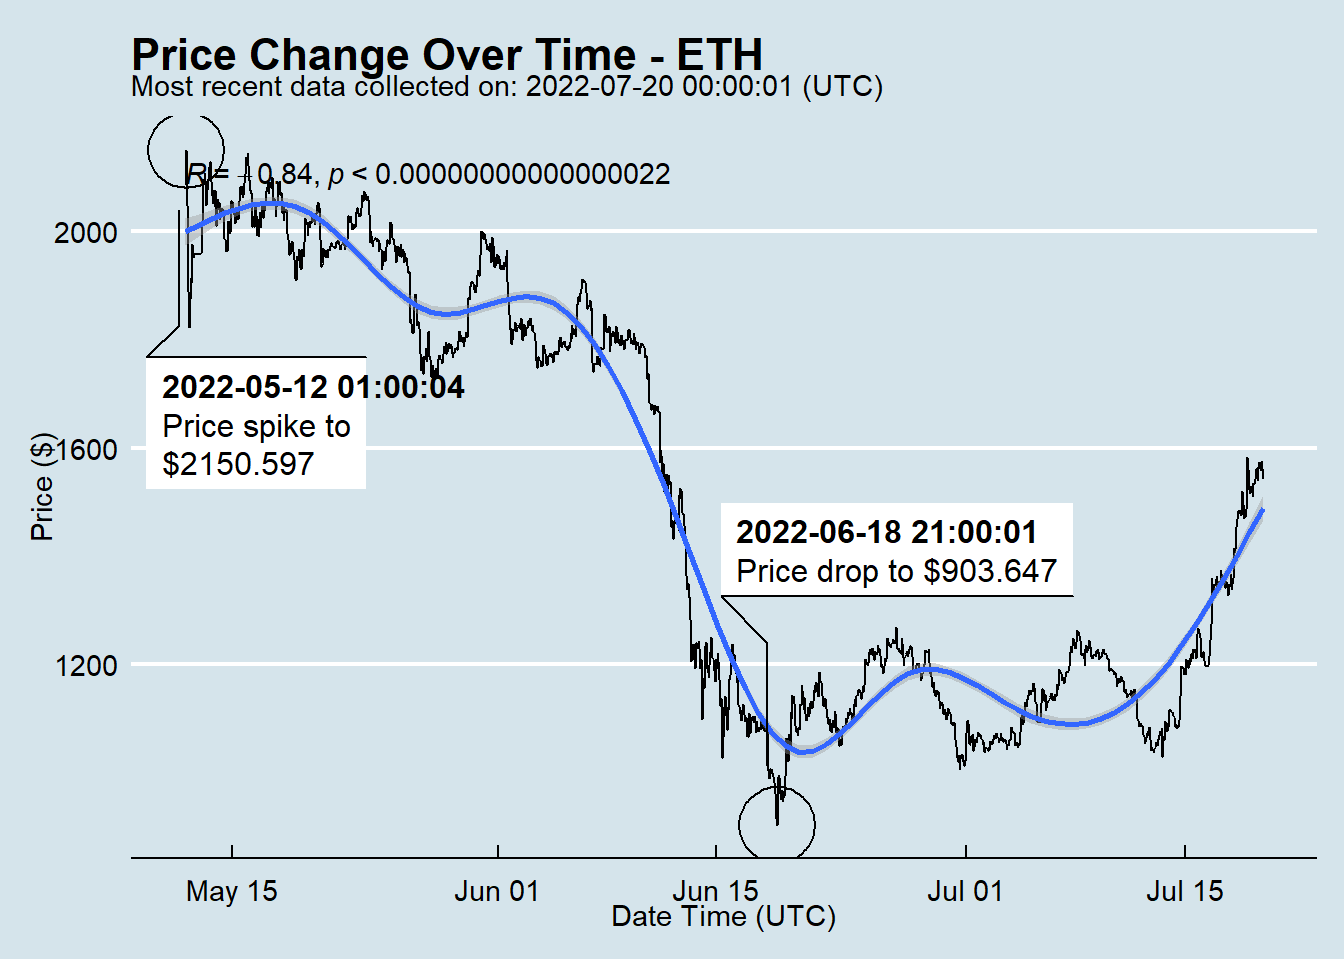 Price Change Over Time - ETH
Most recent data collected on: 2022-07-20 00:00:01 (UTC)
R = −0.84, p < 0.00000000000000022
2000
1600
1200
Price ($)
2022-05-12 01:00:04
Price spike to
$2150.597
2022-06-18 21:00:01
Price drop to $903.647
May 15
Jun 01
Jun 15
Jul 01
Jul 15
Date Time (UTC)